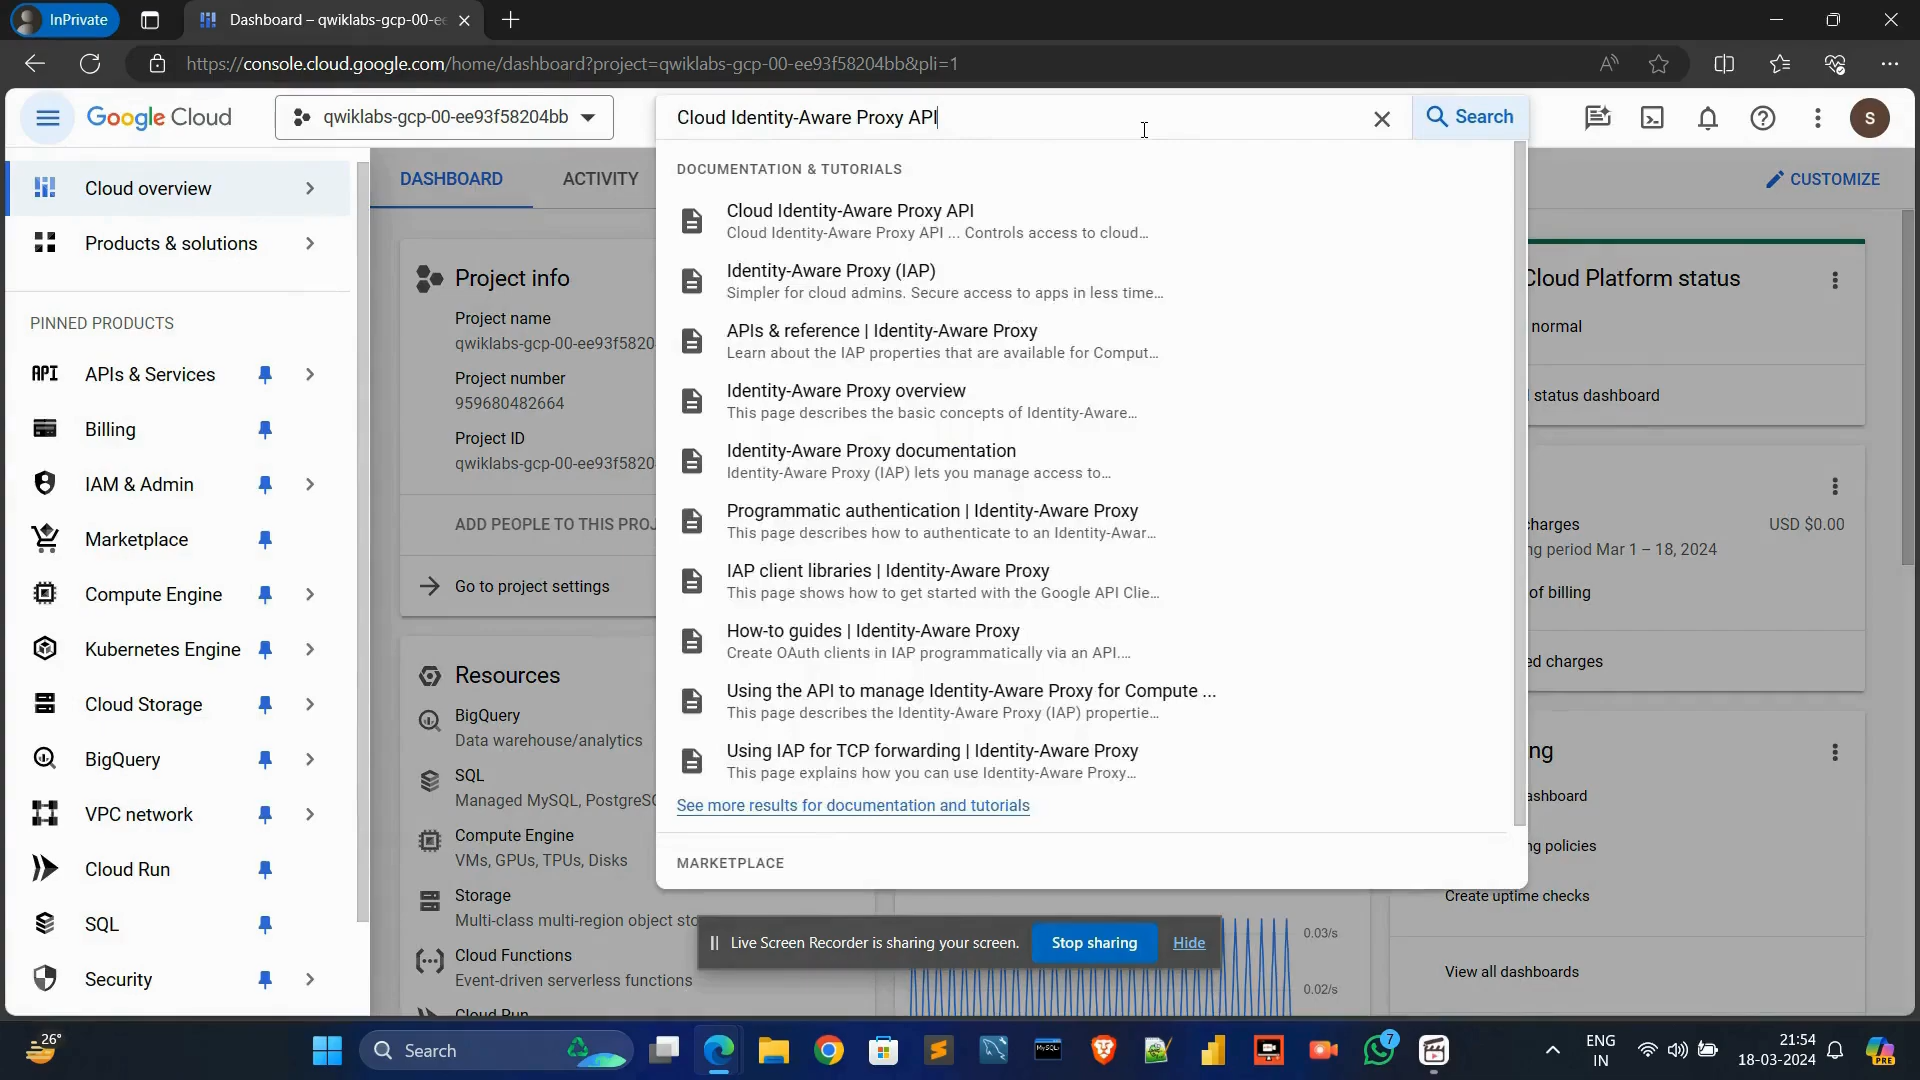 InPrivate
Dashboard – qwiklabs-gcp-00-e
https://console.cloud.google.com/home/dashboard?project=qwiklabs-gcp-00-ee93f58204bb&pli=1
Google Cloud
qwiklabs-gcp-00-ee93f58204bb
Cloud Identity-Aware Proxy API
Search
S
Cloud overview
Products & solutions
PINNED PRODUCTS
API APIs & Services
Billing
IAM & Admin
Marketplace
Compute Engine
Kubernetes Engine
Cloud Storage
BigQuery
VPC network
Cloud Run
SQL
Security
DASHBOARD
ACTIVITY
CUSTOMIZE
Project info
Project name
qwiklabs-gcp-00-ee93f5820
Project number
959680482664
Project ID
qwiklabs-gcp-00-ee93f5820
ADD PEOPLE TO THIS PROJ
Go to project settings
Resources
BigQuery
Data warehouse/analytics
SQL
Managed MySQL, PostgreS
Compute Engine
VMs, GPUs, TPUs, Disks
Storage
Multi-class multi-region object sto
Cloud Functions
Event-driven serverless functions
Cloud Run
DOCUMENTATION & TUTORIALS
Cloud Identity-Aware Proxy API
Cloud Identity-Aware Proxy API ... Controls access to cloud...
Identity-Aware Proxy (IAP)
Simpler for cloud admins. Secure access to apps in less time...
APIs & reference | Identity-Aware Proxy
Learn about the IAP properties that are available for Comput...
Identity-Aware Proxy overview
This page describes the basic concepts of Identity-Aware...
Identity-Aware Proxy documentation
Identity-Aware Proxy (IAP) lets you manage access to...
Programmatic authentication | Identity-Aware Proxy
This page describes how to authenticate to an Identity-Awar...
IAP client libraries | Identity-Aware Proxy
This page shows how to get started with the Google API Clie...
How-to guides | Identity-Aware Proxy
Create OAuth clients in IAP programmatically via an API....
Using the API to manage Identity-Aware Proxy for Compute ...
This page describes the Identity-Aware Proxy (IAP) propertie...
Using IAP for TCP forwarding | Identity-Aware Proxy
This page explains how you can use Identity-Aware Proxy...
See more results for documentation and tutorials
MARKETPLACE
Cloud Platform status
normal
status dashboard
charges
USD $0.00
ng period Mar 1 – 18, 2024
of billing
ed charges
ng
ashboard
ng policies
Create uptime checks
View all dashboards
0.03/s
0.02/s
Live Screen Recorder is sharing your screen.
Stop sharing
Hide
26°
Search
MySQL
7
ENG
IN
21:54
18-03-2024
PRE